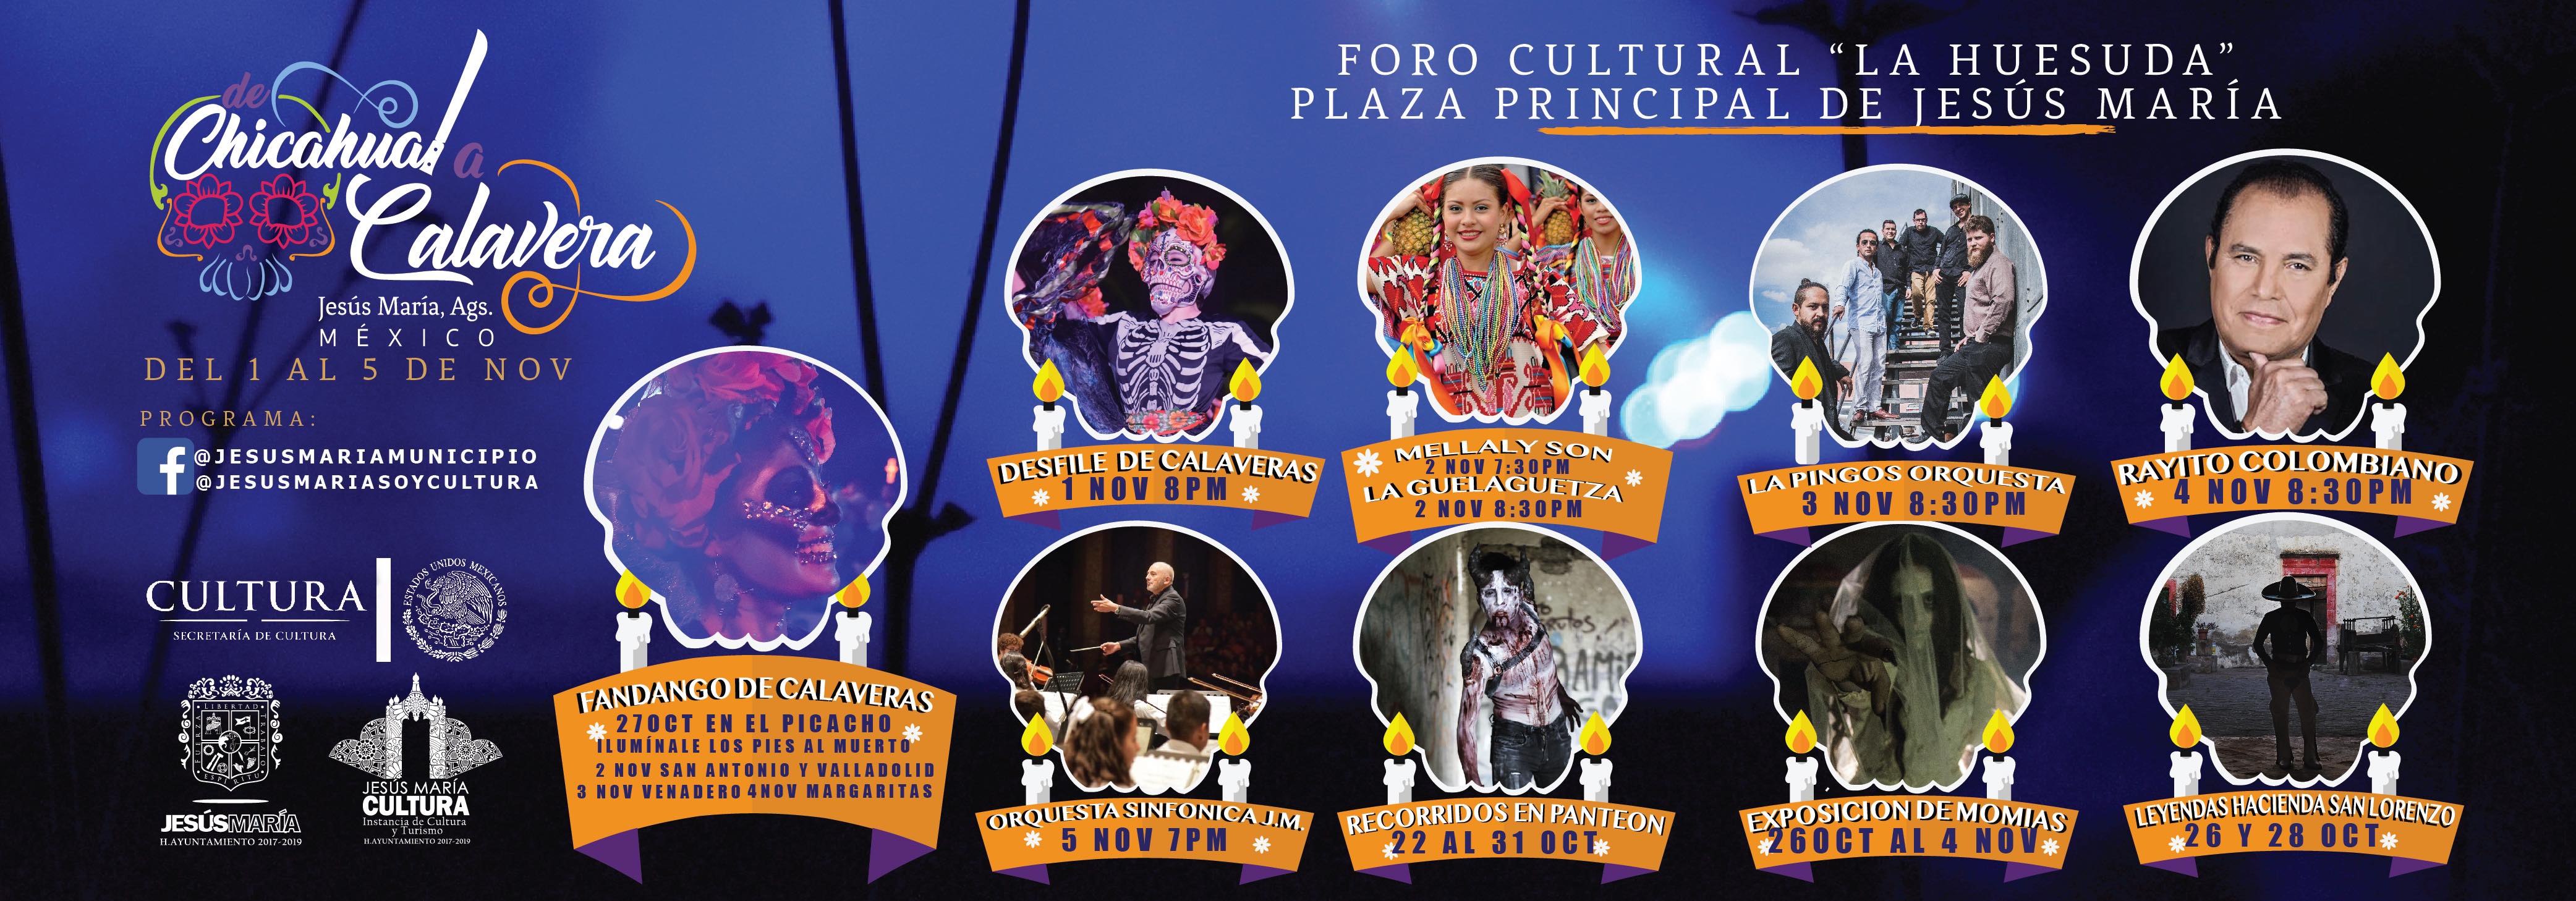 de
Chicahual a
Calavera
Jesús María, Ags.
MÉXICO
DEL 1 AL 5 DE NOV
PROGRAMA:
@JESUSMARIAMUNICIPIO
@JESUSMARIASOYCULTURA
CULTURA
SECRETARÍA DE CULTURA
ESTADOS UNIDOS MEXICANOS
LIBERTAD
TRABAJO
ESPÍRITU
FUERZA
JESÚSMARÍA
H.AYUNTAMIENTO 2017-2019
JESÚS MARÍA
CULTURA
Instancia de Cultura
y Turismo
H.AYUNTAMIENTO 2017-2019
FORO CULTURAL “LA HUESUDA”
PLAZA PRINCIPAL DE JESÚS MARÍA
FANDANGO DE CALAVERAS
27OCT EN EL PICACHO
ILUMÍNALE LOS PIES AL MUERTO
2 NOV SAN ANTONIO Y VALLADOLID
3 NOV VENADERO 4NOV MARGARITAS
DESFILE DE CALAVERAS
1 NOV 8PM
MELLALY SON
2 NOV 7:30PM
LA GUELAGUETZA
2 NOV 8:30PM
LA PINGOS ORQUESTA
3 NOV 8:30PM
RAYITO COLOMBIANO
4 NOV 8:30PM
ORQUESTA SINFONICA J.M.
5 NOV 7PM
RECORRIDOS EN PANTEON
22 AL 31 OCT
EXPOSICION DE MOMIAS
26OCT AL 4 NOV
LEYENDAS HACIENDA SAN LORENZO
26 Y 28 OCT